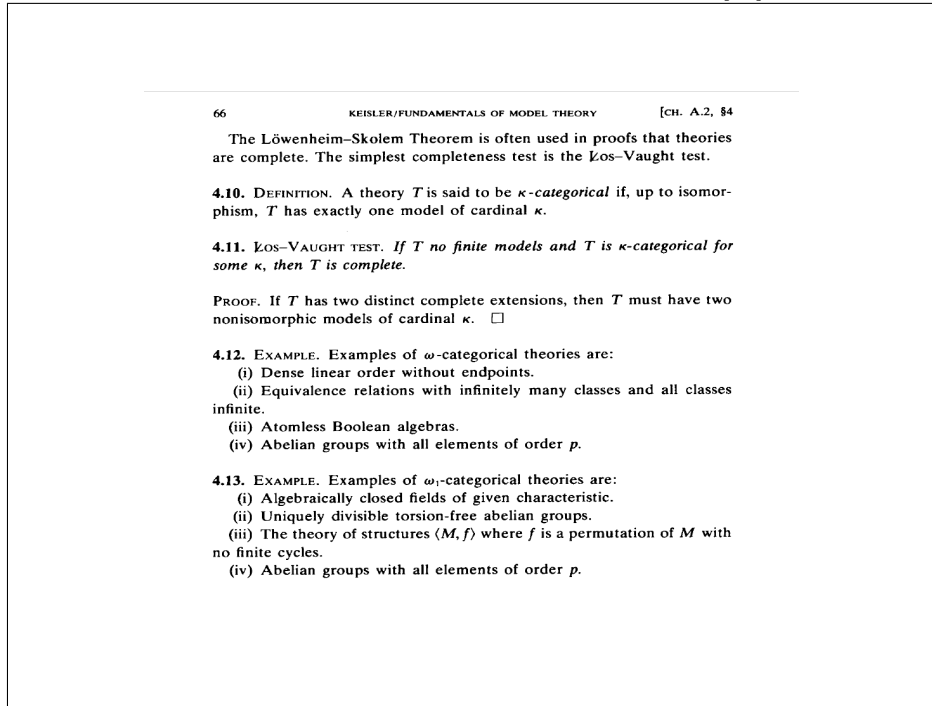 66 KEISLER/FUNDAMENTALS OF MODEL THEORY [CH. A.2, §4
The Löwenheim–Skolem Theorem is often used in proofs that theories
are complete. The simplest completeness test is the Łos–Vaught test.
4.10. DEFINITION. A theory T is said to be κ-categorical if, up to isomor-
phism, T has exactly one model of cardinal κ.
4.11. ŁOS–VAUGHT TEST. If T no finite models and T is κ-categorical for
some κ, then T is complete.
PROOF. If T has two distinct complete extensions, then T must have two
nonisomorphic models of cardinal κ. □
4.12. EXAMPLE. Examples of ω-categorical theories are:
(i) Dense linear order without endpoints.
(ii) Equivalence relations with infinitely many classes and all classes
infinite.
(iii) Atomless Boolean algebras.
(iv) Abelian groups with all elements of order p.
4.13. EXAMPLE. Examples of ω₁-categorical theories are:
(i) Algebraically closed fields of given characteristic.
(ii) Uniquely divisible torsion-free abelian groups.
(iii) The theory of structures ⟨M, f⟩ where f is a permutation of M with
no finite cycles.
(iv) Abelian groups with all elements of order p.